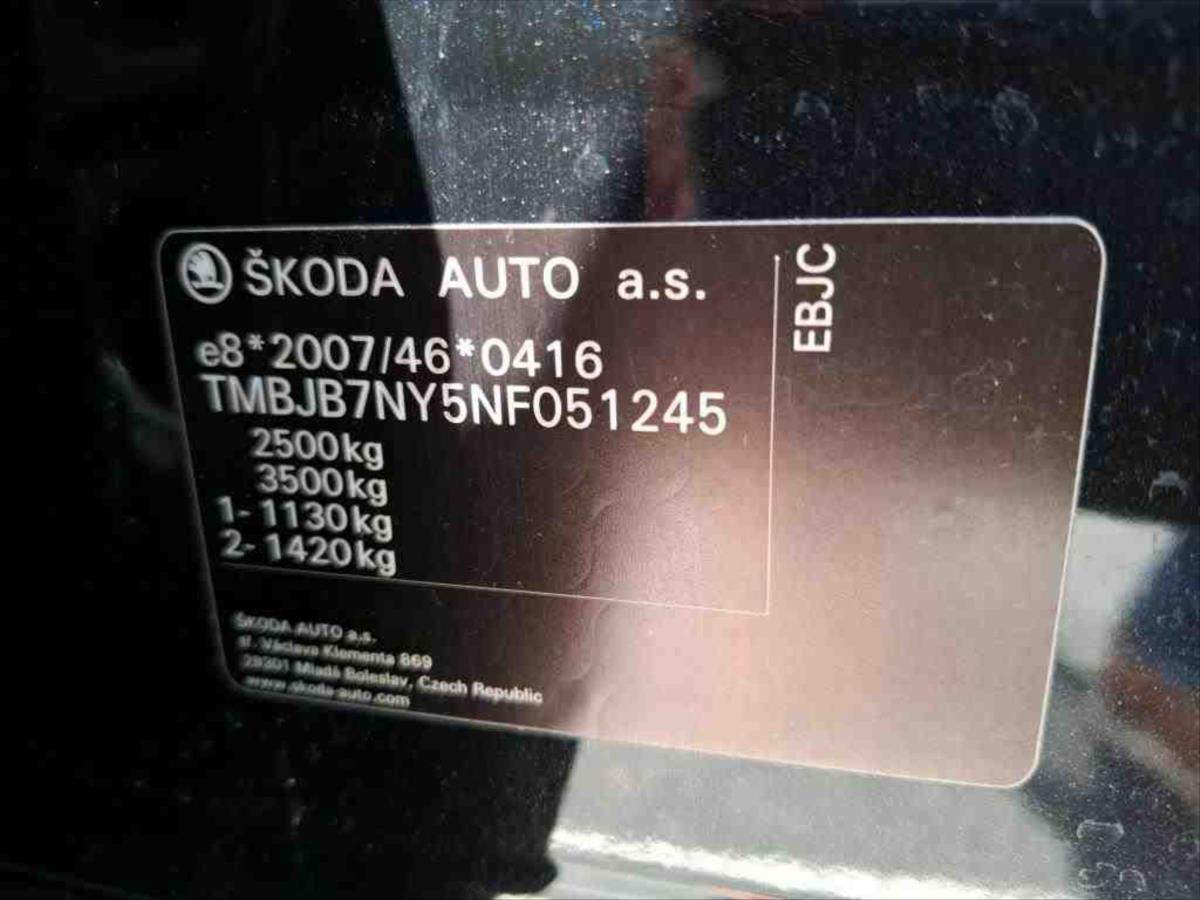 ŠKODA AUTO a.s.
EBJC
e8*2007/46*0416
TMBJB7NY5NF051245
2500kg
3500kg
1- 1130kg
2- 1420kg
ŠKODA AUTO a.s.
tř. Václava Klementa 869
29301 Mladá Boleslav, Czech Republic
www.skoda-auto.com